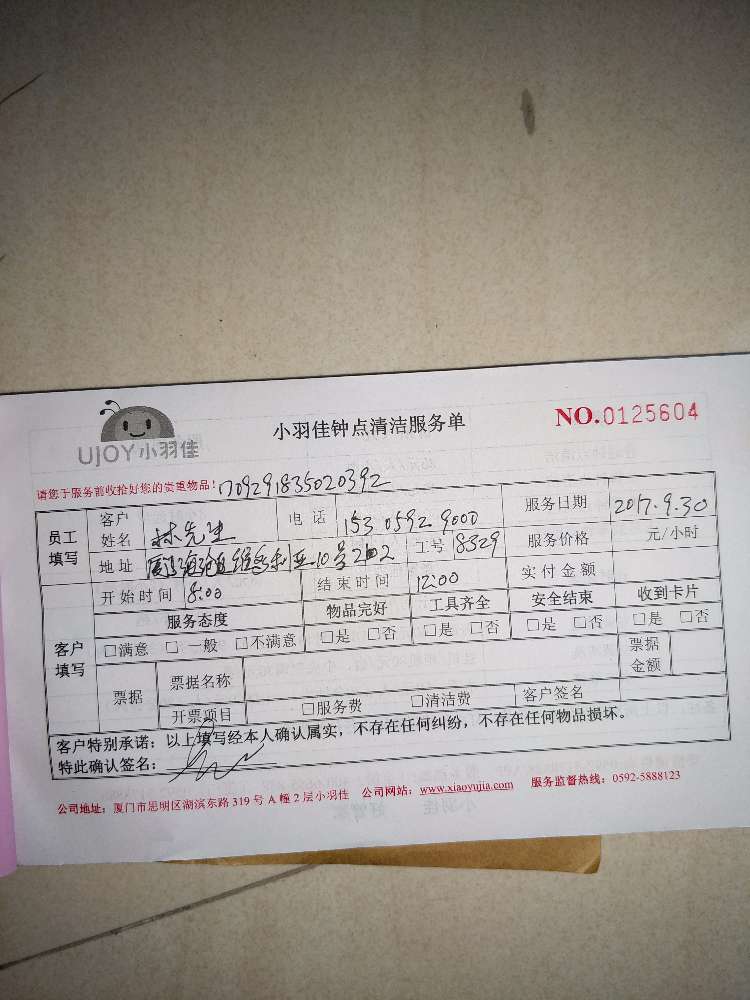 UJOY小羽佳
小羽佳钟点清洁服务单
NO.0125604
请您于服务前收拾好您的贵重物品！1709291835020392
员工填写 客户姓名 林先生 电话 153 0592 9000 服务日期 2017.9.30
地址 10号202 工号 8329 服务价格 元/小时
客户填写 开始时间 8:00 结束时间 12:00 实付金额
服务态度 物品完好 工具齐全 安全结束 收到卡片
□满意 □一般 □不满意 □是 □否 □是 □否 □是 □否 □是 □否
票据 票据名称 票据金额
开票项目 □服务费 □清洁费 客户签名
客户特别承诺：以上填写经本人确认属实，不存在任何纠纷，不存在任何物品损坏。
特此确认签名：
公司地址：厦门市思明区湖滨东路319号A幢2层小羽佳 公司网站：www.xiaoyujia.com 服务监督热线：0592-5888123